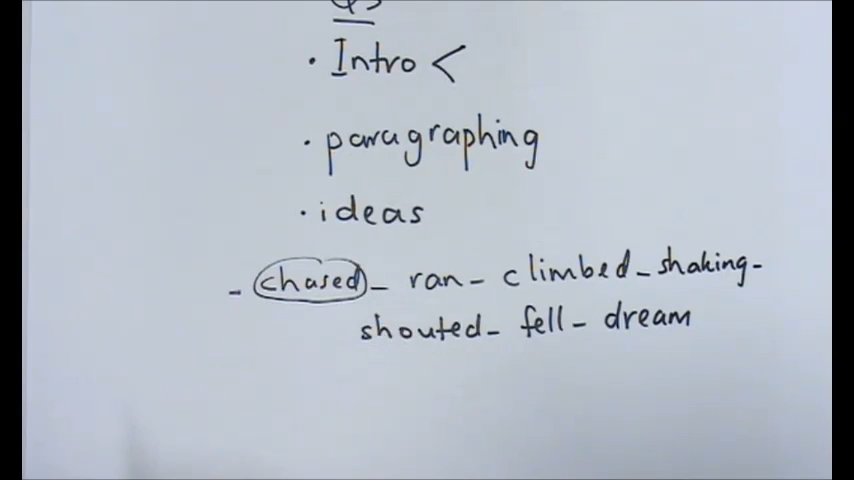 · Intro <
· paragraphing
· ideas
- chased - ran - climbed - shaking -
shouted - fell - dream